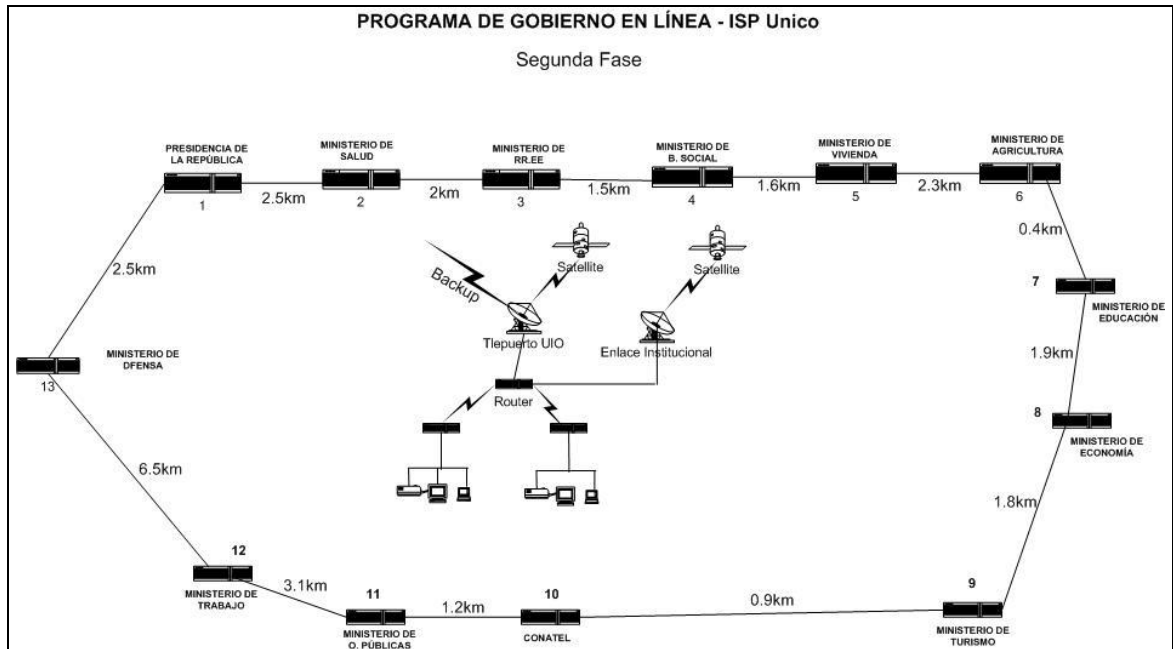 PROGRAMA DE GOBIERNO EN LÍNEA - ISP Unico
Segunda Fase
PRESIDENCIA DE
LA REPÚBLICA
1
2.5km
MINISTERIO DE
SALUD
2
2km
MINISTERIO DE
RR.EE
3
1.5km
MINISTERIO DE
B. SOCIAL
4
1.6km
MINISTERIO DE
VIVIENDA
5
2.3km
MINISTERIO DE
AGRICULTURA
6
0.4km
7
MINISTERIO DE
EDUCACIÓN
1.9km
8
MINISTERIO DE
ECONOMÍA
1.8km
9
MINISTERIO DE
TURISMO
0.9km
10
CONATEL
1.2km
11
MINISTERIO DE
O. PÚBLICAS
3.1km
12
MINISTERIO DE
TRABAJO
6.5km
MINISTERIO DE
DFENSA
13
2.5km
Backup
Satellite
Satellite
Tlepuerto UIO
Enlace Institucional
Router